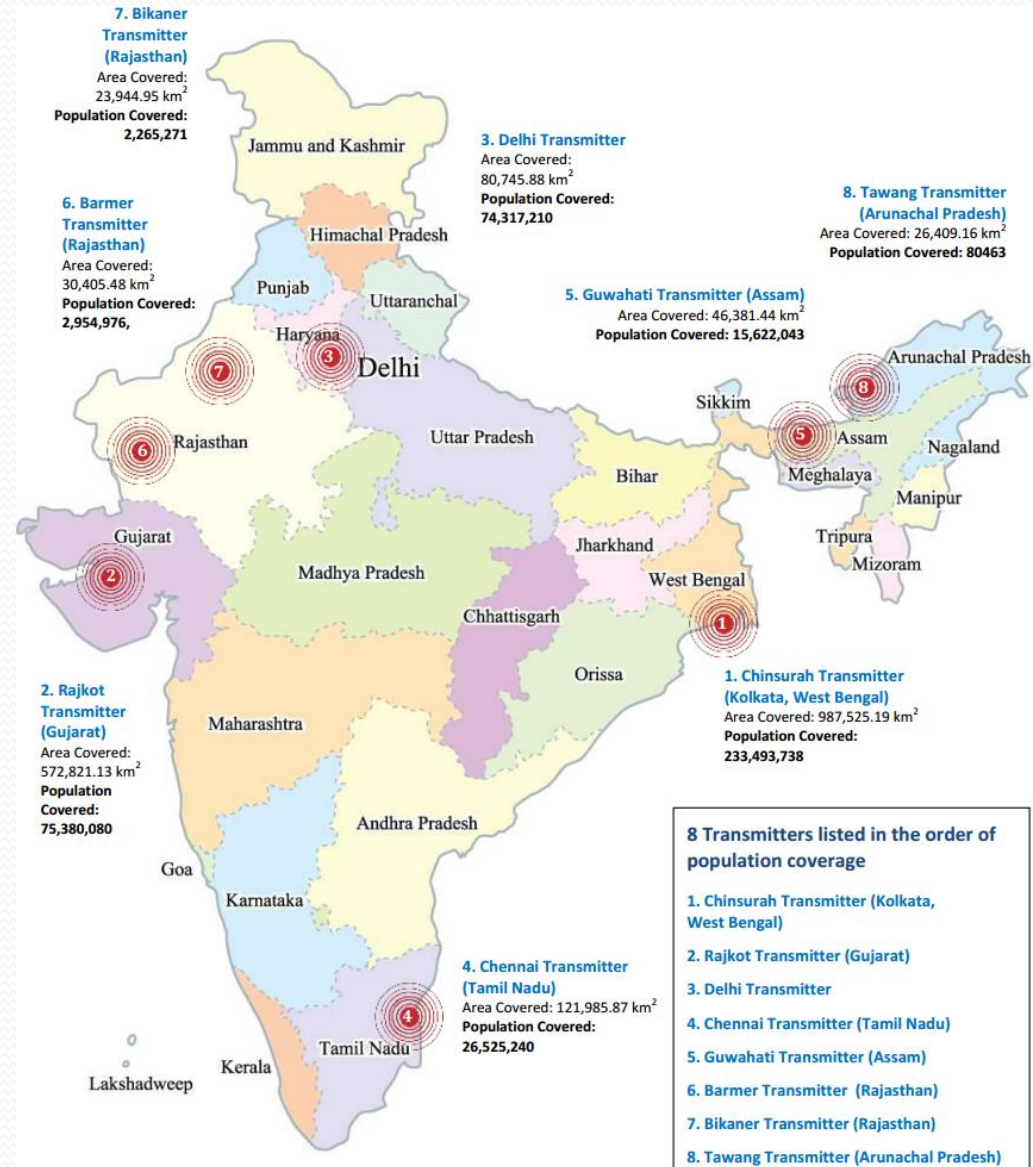 7. Bikaner
Transmitter
(Rajasthan)
Area Covered:
23,944.95 km²
Population Covered:
2,265,271
Jammu and Kashmir
3. Delhi Transmitter
Area Covered:
80,745.88 km²
Population Covered:
74,317,210
8. Tawang Transmitter
(Arunachal Pradesh)
Area Covered: 26,409.16 km²
Population Covered: 80463
6. Barmer
Transmitter
(Rajasthan)
Area Covered:
30,405.48 km²
Population Covered:
2,954,976,
Himachal Pradesh
Punjab
Uttaranchal
5. Guwahati Transmitter (Assam)
Area Covered: 46,381.44 km²
Population Covered: 15,622,043
Haryana
3
Delhi
7
Arunachal Pradesh
8
Sikkim
6
Rajasthan
Uttar Pradesh
5
Assam
Nagaland
Bihar
Meghalaya
Manipur
Gujarat
2
Jharkhand
Tripura
Mizoram
Madhya Pradesh
West Bengal
Chhattisgarh
1
Orissa
1. Chinsurah Transmitter
(Kolkata, West Bengal)
Area Covered: 987,525.19 km²
Population Covered:
233,493,738
2. Rajkot
Transmitter
(Gujarat)
Area Covered:
572,821.13 km²
Population
Covered:
75,380,080
Maharashtra
Andhra Pradesh
Goa
Karnataka
4. Chennai Transmitter
(Tamil Nadu)
Area Covered: 121,985.87 km²
Population Covered:
26,525,240
4
Tamil Nadu
Kerala
Lakshadweep
8 Transmitters listed in the order of
population coverage
1. Chinsurah Transmitter (Kolkata,
West Bengal)
2. Rajkot Transmitter (Gujarat)
3. Delhi Transmitter
4. Chennai Transmitter (Tamil Nadu)
5. Guwahati Transmitter (Assam)
6. Barmer Transmitter (Rajasthan)
7. Bikaner Transmitter (Rajasthan)
8. Tawang Transmitter (Arunachal Pradesh)